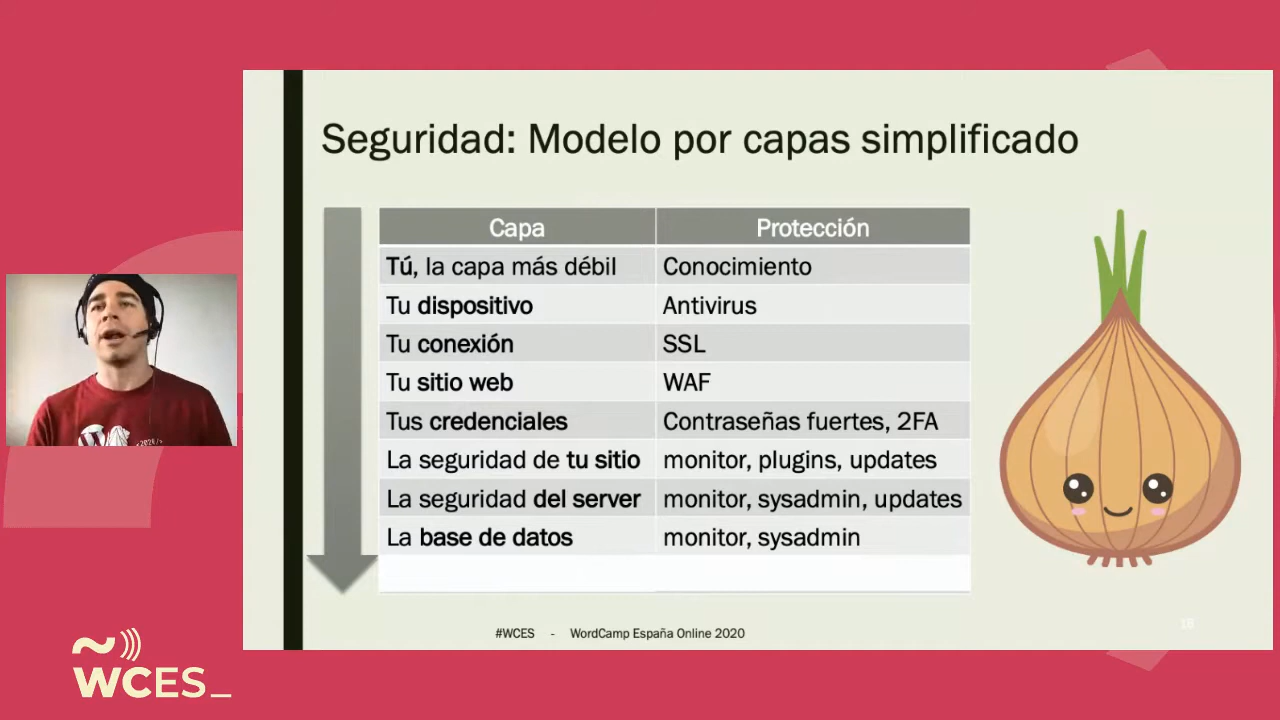 Seguridad: Modelo por capas simplificado
Capa Protección
Tú, la capa más débil Conocimiento
Tu dispositivo Antivirus
Tu conexión SSL
Tu sitio web WAF
Tus credenciales Contraseñas fuertes, 2FA
La seguridad de tu sitio monitor, plugins, updates
La seguridad del server monitor, sysadmin, updates
La base de datos monitor, sysadmin
#WCES - WordCamp España Online 2020
WCES_